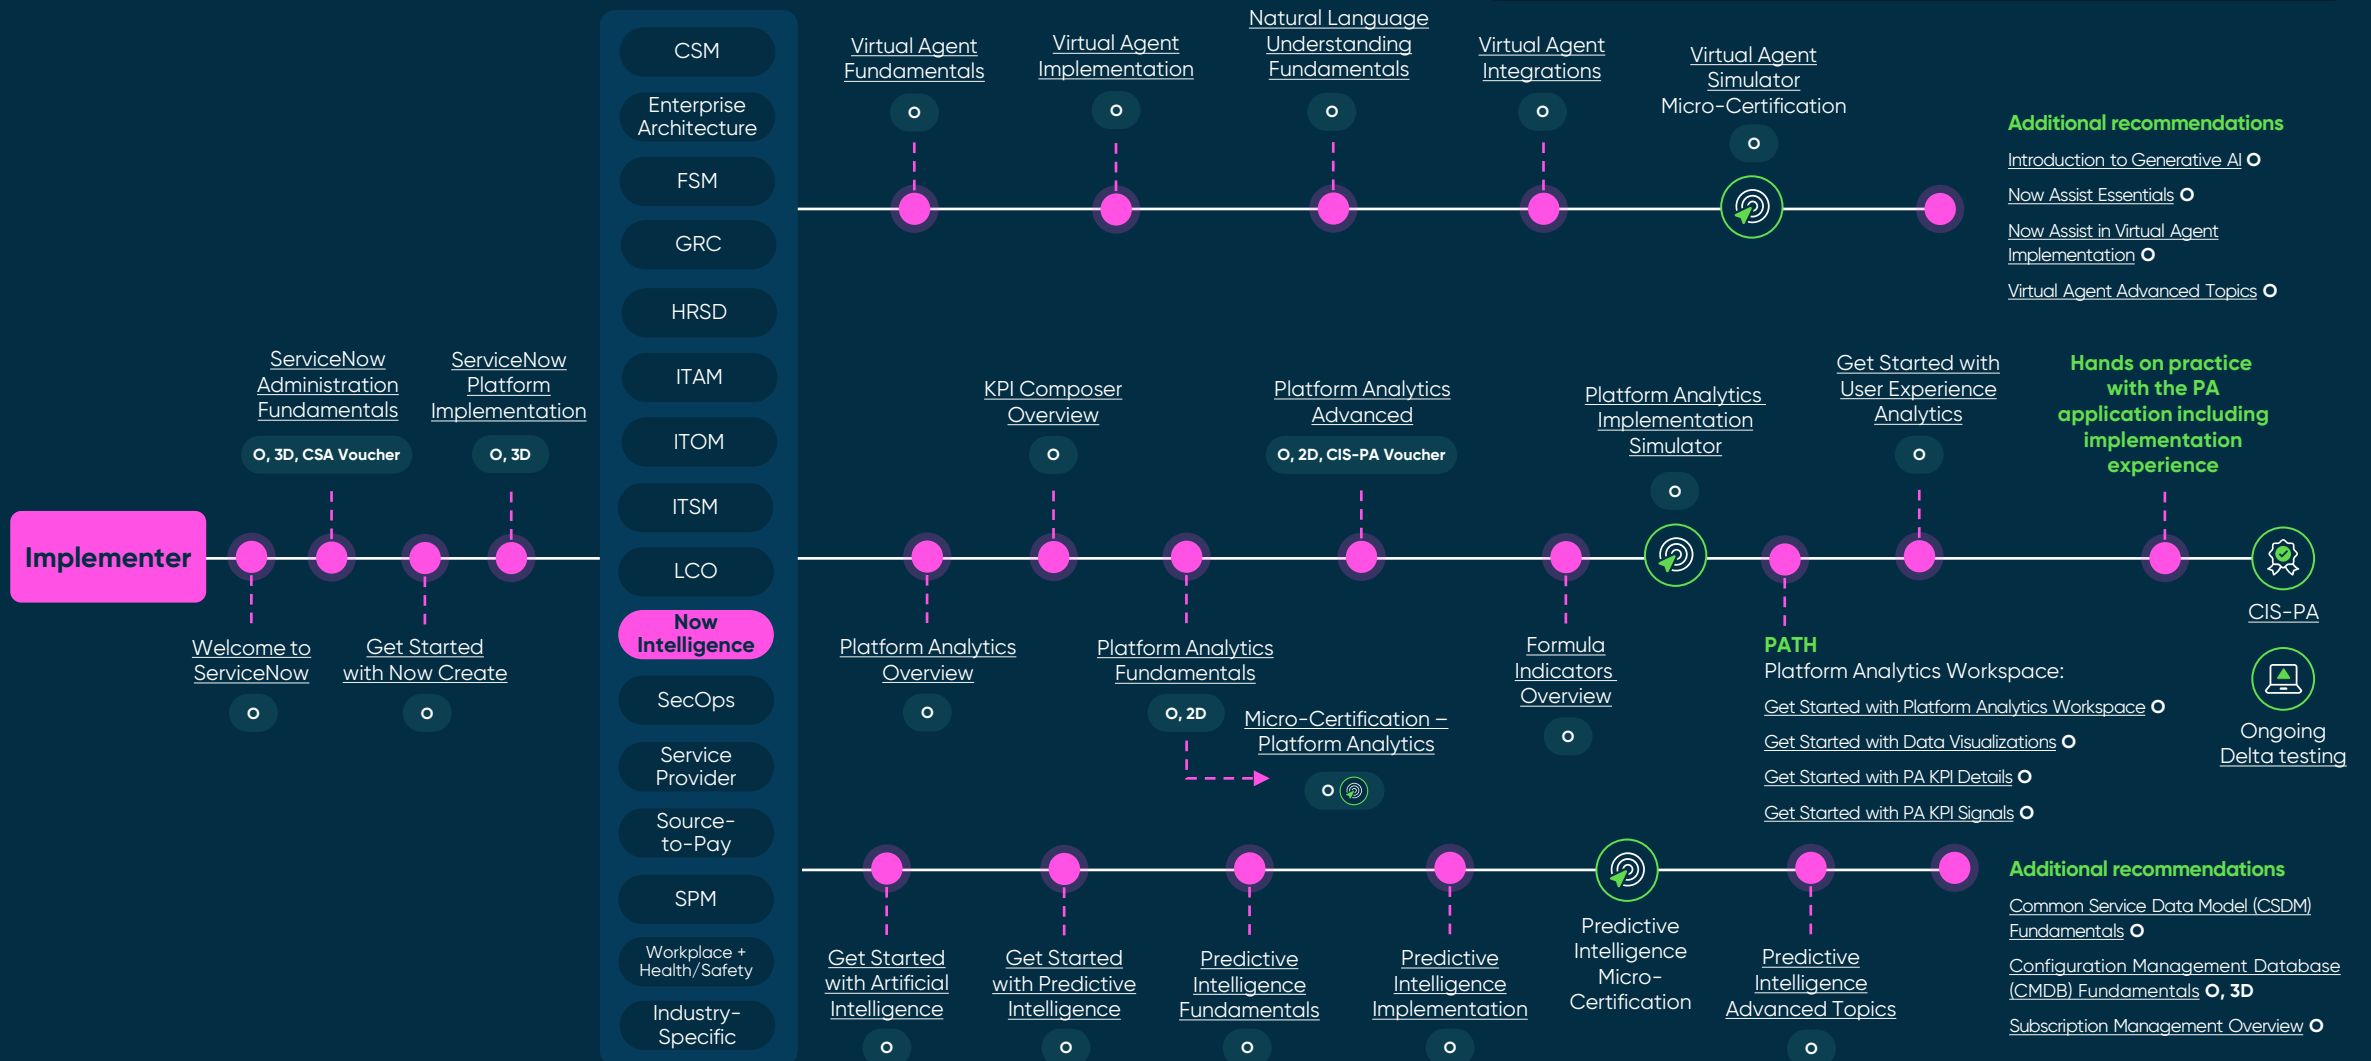 Implementer
Welcome to
ServiceNow
O
ServiceNow
Administration
Fundamentals
O, 3D, CSA Voucher
Get Started
with Now Create
O
ServiceNow
Platform
Implementation
O, 3D
CSM
Enterprise
Architecture
FSM
GRC
HRSD
ITAM
ITOM
ITSM
LCO
Now
Intelligence
SecOps
Service
Provider
Source-
to-Pay
SPM
Workplace +
Health/Safety
Industry-
Specific
Virtual Agent
Fundamentals
O
Virtual Agent
Implementation
O
Natural Language
Understanding
Fundamentals
O
Virtual Agent
Integrations
O
Virtual Agent
Simulator
Micro-Certification
O
Additional recommendations
Introduction to Generative AI O
Now Assist Essentials O
Now Assist in Virtual Agent
Implementation O
Virtual Agent Advanced Topics O
Platform Analytics
Overview
O
KPI Composer
Overview
O
Platform Analytics
Fundamentals
O, 2D
Micro-Certification –
Platform Analytics
O
Platform Analytics
Advanced
O, 2D, CIS-PA Voucher
Formula
Indicators
Overview
O
Platform Analytics
Implementation
Simulator
O
PATH
Platform Analytics Workspace:
Get Started with Platform Analytics Workspace O
Get Started with Data Visualizations O
Get Started with PA KPI Details O
Get Started with PA KPI Signals O
Get Started with
User Experience
Analytics
O
Hands on practice
with the PA
application including
implementation
experience
CIS-PA
Ongoing
Delta testing
Get Started
with Artificial
Intelligence
O
Get Started
with Predictive
Intelligence
O
Predictive
Intelligence
Fundamentals
O
Predictive
Intelligence
Implementation
O
Predictive
Intelligence
Micro-
Certification
Predictive
Intelligence
Advanced Topics
O
Additional recommendations
Common Service Data Model (CSDM)
Fundamentals O
Configuration Management Database
(CMDB) Fundamentals O, 3D
Subscription Management Overview O